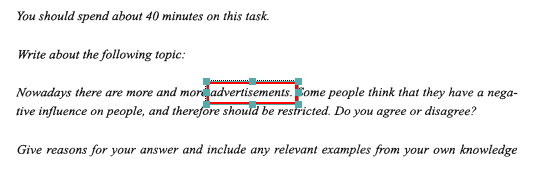 You should spend about 40 minutes on this task.
Write about the following topic:
Nowadays there are more and more advertisements. Some people think that they have a nega-
tive influence on people, and therefore should be restricted. Do you agree or disagree?
Give reasons for your answer and include any relevant examples from your own knowledge